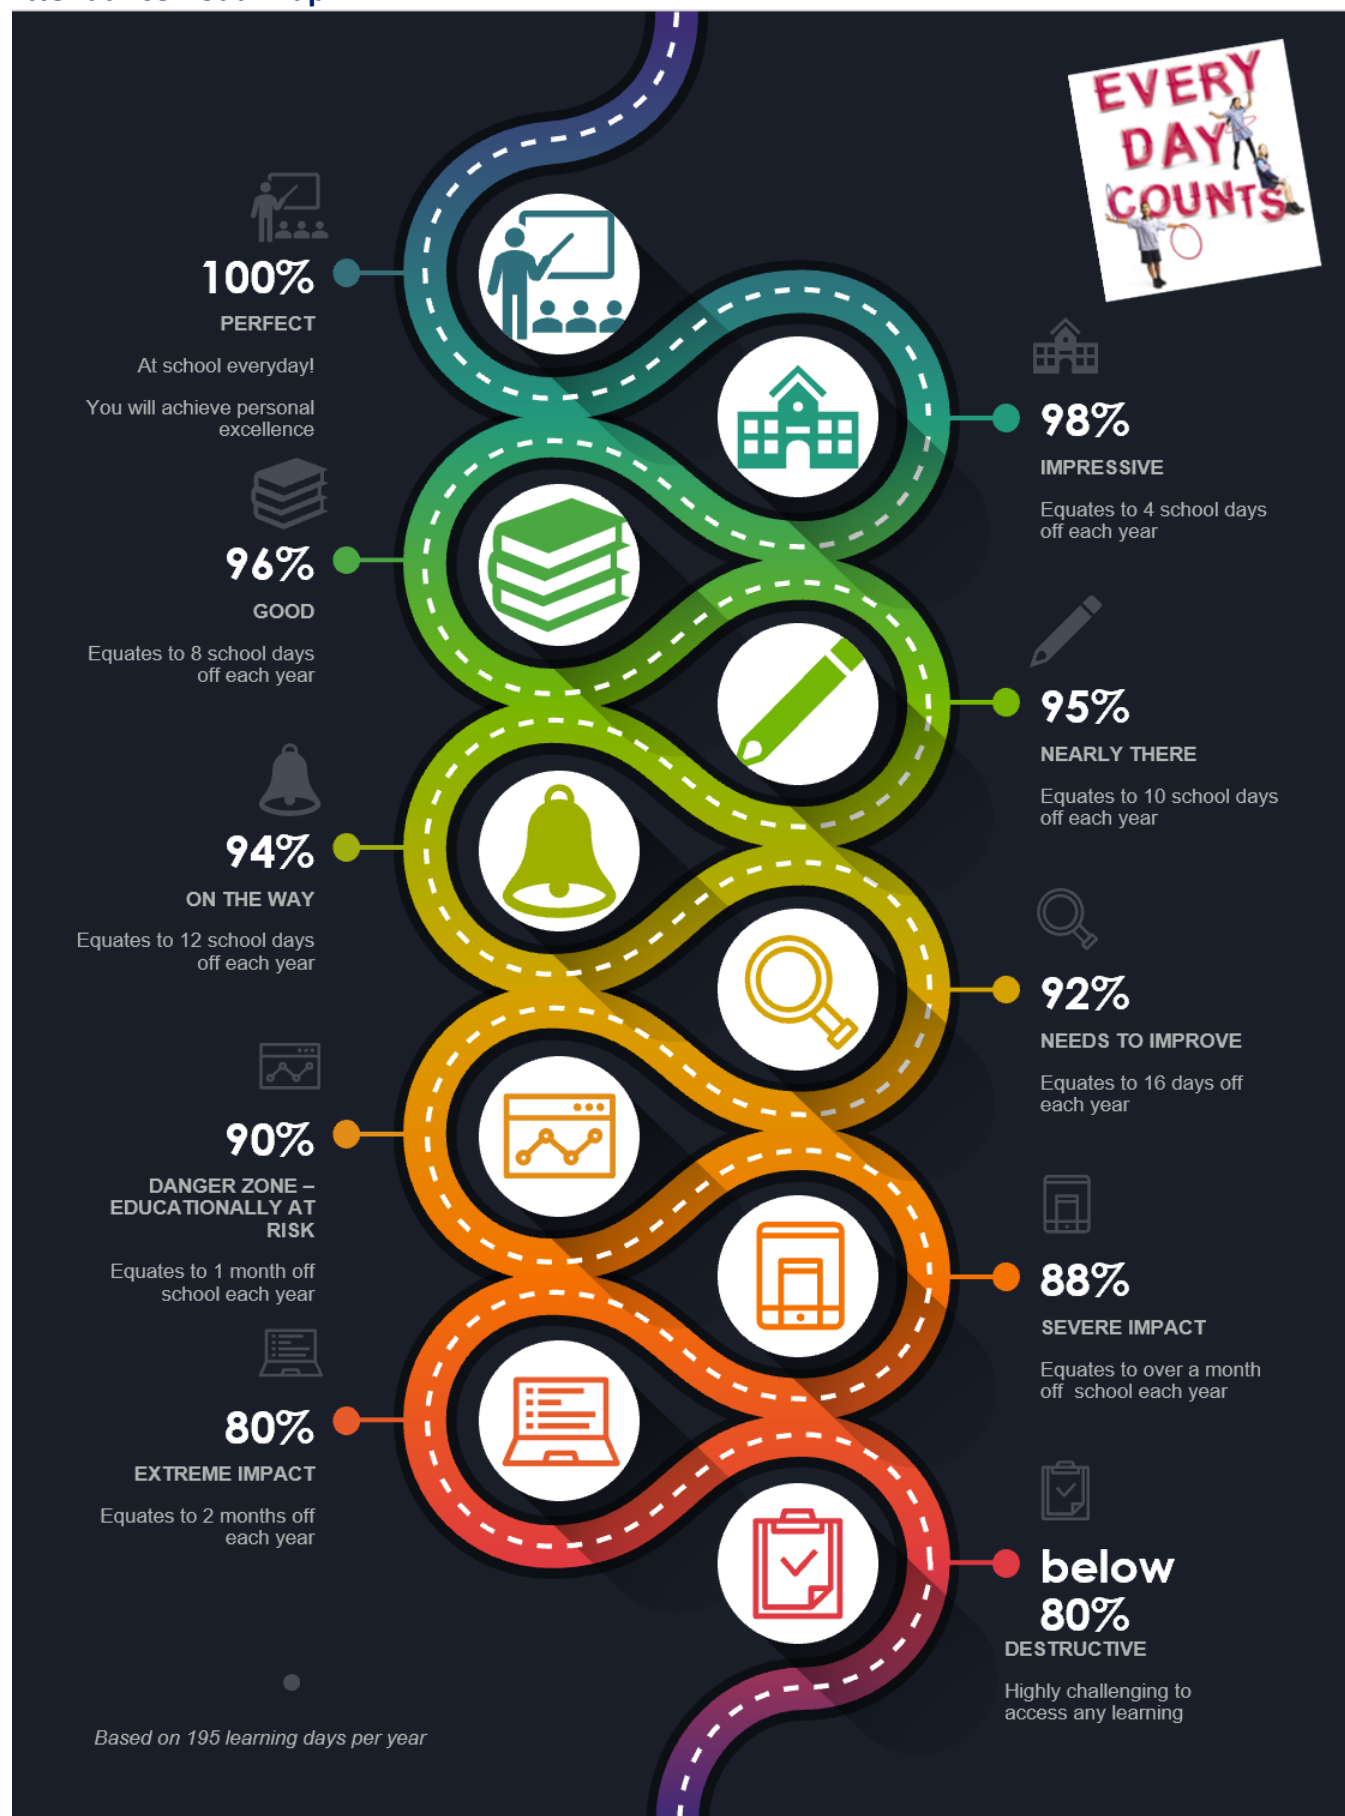 EVERY
DAY
COUNTS
100%
PERFECT
At school everyday!
You will achieve personal
excellence
98%
IMPRESSIVE
Equates to 4 school days
off each year
96%
GOOD
Equates to 8 school days
off each year
95%
NEARLY THERE
Equates to 10 school days
off each year
94%
ON THE WAY
Equates to 12 school days
off each year
92%
NEEDS TO IMPROVE
Equates to 16 days off
each year
90%
DANGER ZONE –
EDUCATIONALLY AT
RISK
Equates to 1 month off
school each year
88%
SEVERE IMPACT
Equates to over a month
off  school each year
80%
EXTREME IMPACT
Equates to 2 months off
each year
below
80%
DESTRUCTIVE
Highly challenging to
access any learning
Based on 195 learning days per year